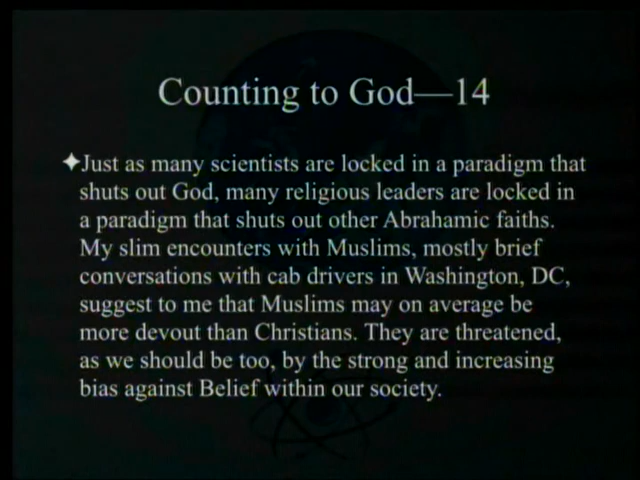 Counting to God—14
✦Just as many scientists are locked in a paradigm that
shuts out God, many religious leaders are locked in
a paradigm that shuts out other Abrahamic faiths.
My slim encounters with Muslims, mostly brief
conversations with cab drivers in Washington, DC,
suggest to me that Muslims may on average be
more devout than Christians. They are threatened,
as we should be too, by the strong and increasing
bias against Belief within our society.